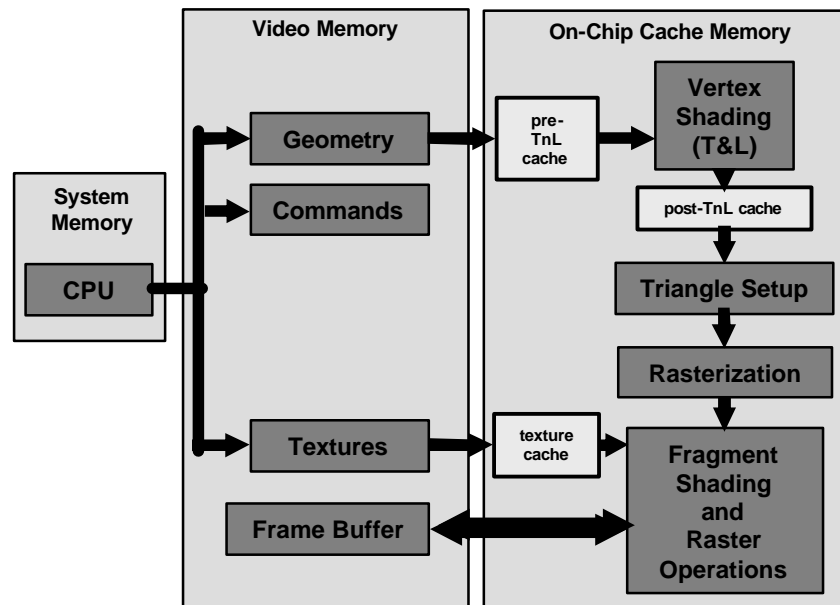 System
Memory
CPU
Video Memory
Geometry
Commands
Textures
Frame Buffer
On-Chip Cache Memory
pre-
TnL
cache
Vertex
Shading
(T&L)
post-TnL cache
Triangle Setup
Rasterization
texture
cache
Fragment
Shading
and
Raster
Operations